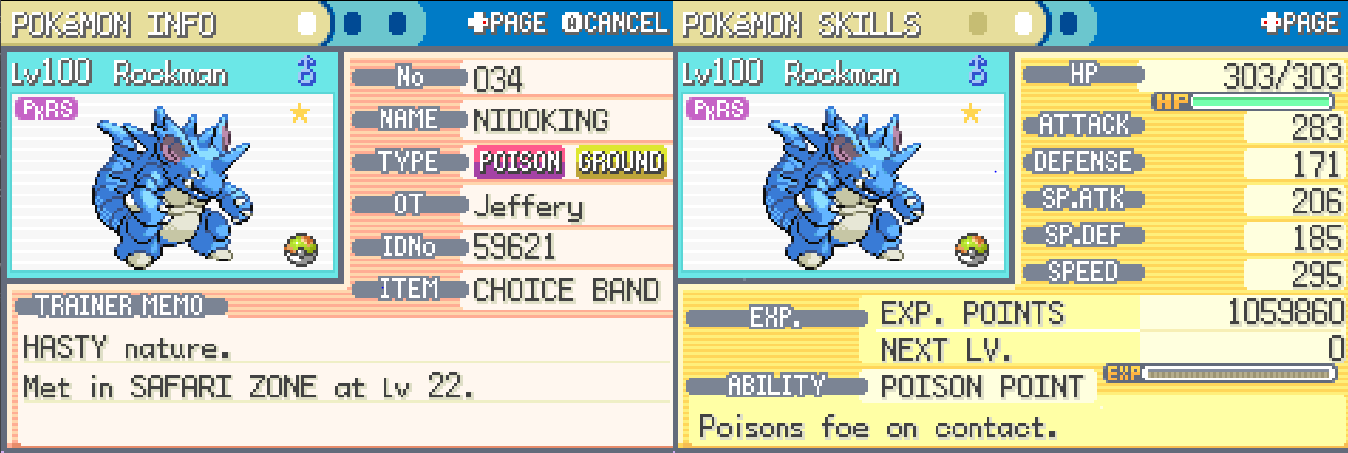 POKéMON INFO
PAGE
CANCEL
Lv100 Rockman
PKRS
No 034
NAME NIDOKING
TYPE POISON GROUND
OT Jeffery
IDNo 59621
ITEM CHOICE BAND
TRAINER MEMO
HASTY nature.
Met in SAFARI ZONE at Lv 22.
POKéMON SKILLS
PAGE
Lv100 Rockman
PKRS
HP 303/303
HP
ATTACK 283
DEFENSE 171
SP.ATK 206
SP.DEF 185
SPEED 295
EXP. EXP. POINTS 1059860
NEXT LV. 0
EXP
ABILITY POISON POINT
Poisons foe on contact.